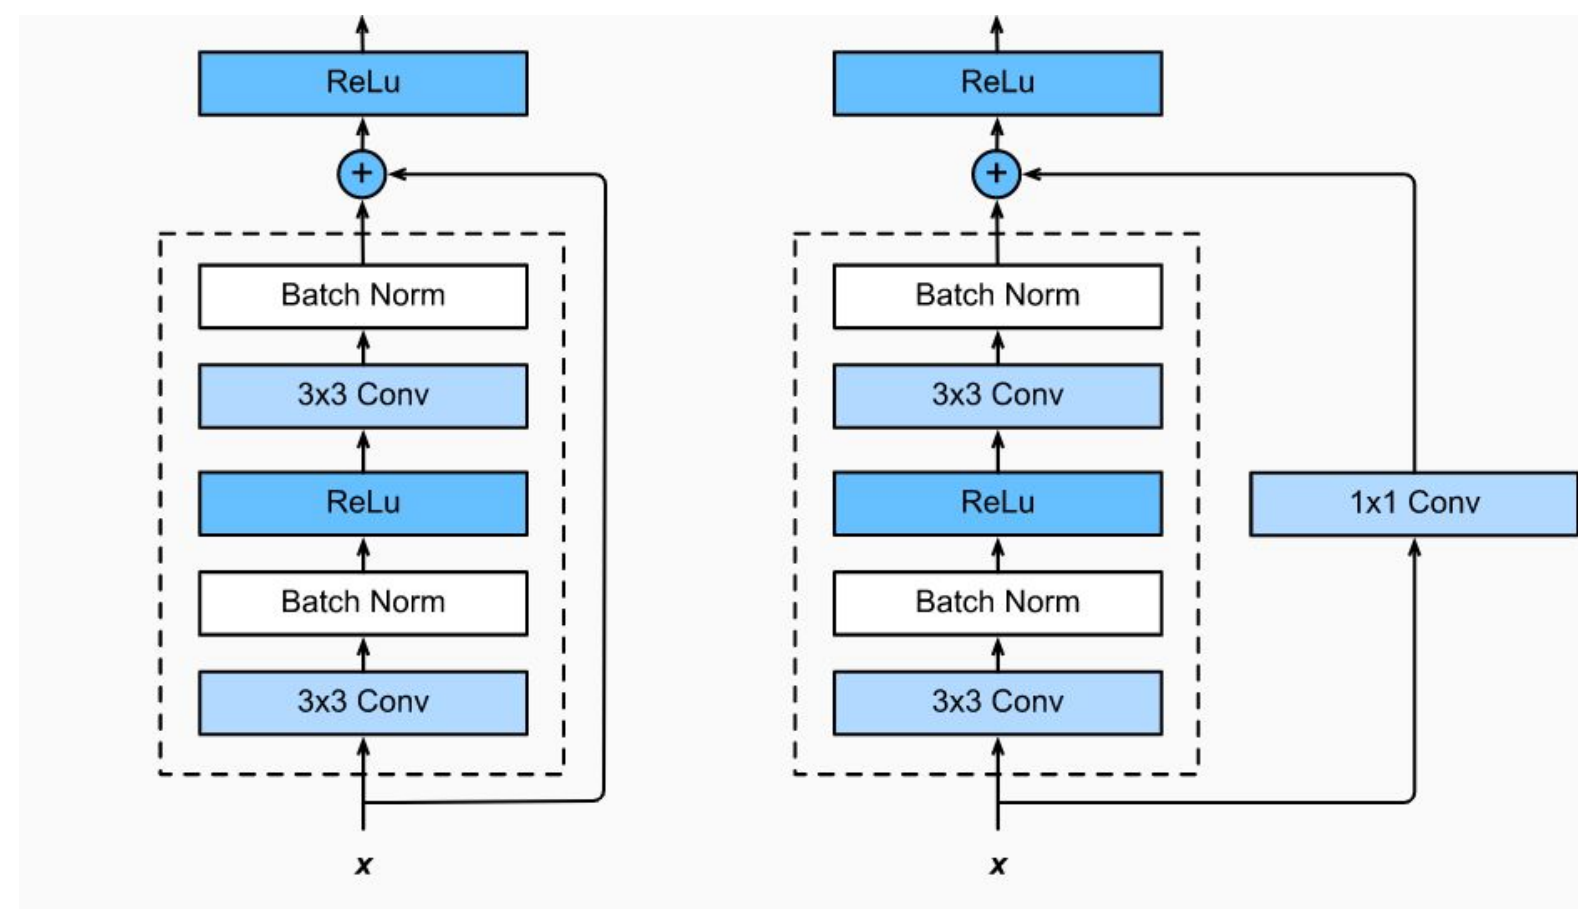 ReLu
+
Batch Norm
3x3 Conv
ReLu
Batch Norm
3x3 Conv
x
ReLu
+
Batch Norm
3x3 Conv
ReLu
1x1 Conv
Batch Norm
3x3 Conv
x